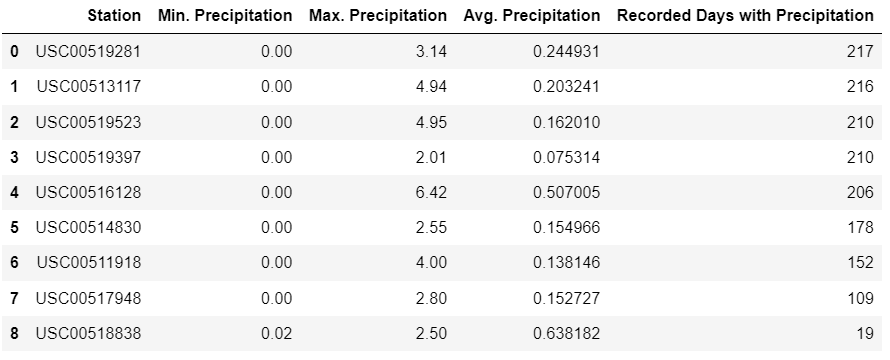 Station Min. Precipitation Max. Precipitation Avg. Precipitation Recorded Days with Precipitation
0 USC00519281 0.00 3.14 0.244931 217
1 USC00513117 0.00 4.94 0.203241 216
2 USC00519523 0.00 4.95 0.162010 210
3 USC00519397 0.00 2.01 0.075314 210
4 USC00516128 0.00 6.42 0.507005 206
5 USC00514830 0.00 2.55 0.154966 178
6 USC00511918 0.00 4.00 0.138146 152
7 USC00517948 0.00 2.80 0.152727 109
8 USC00518838 0.02 2.50 0.638182 19